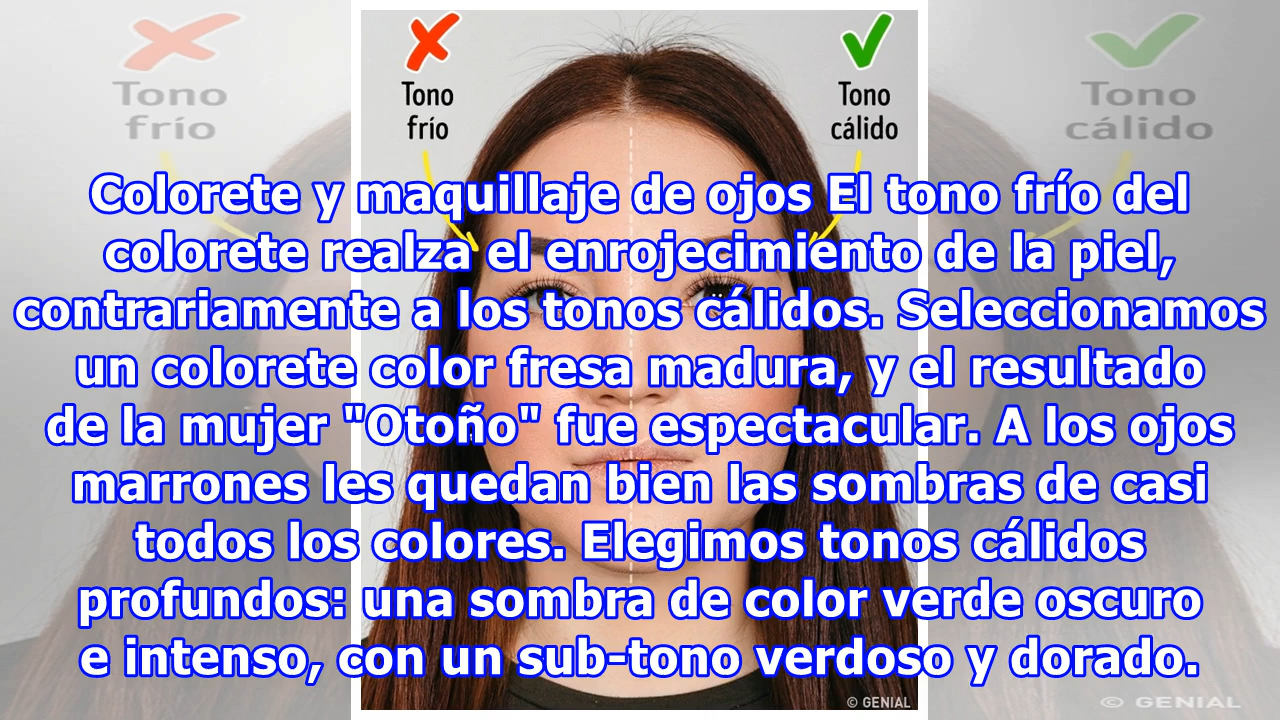 Tono
frío
Tono
cálido
Tono
frío
Tono
cálido
Colorete y maquillaje de ojos El tono frío del
colorete realza el enrojecimiento de la piel,
contrariamente a los tonos cálidos. Seleccionamos
un colorete color fresa madura, y el resultado
de la mujer "Otoño" fue espectacular. A los ojos
marrones les quedan bien las sombras de casi
todos los colores. Elegimos tonos cálidos
profundos: una sombra de color verde oscuro
e intenso, con un sub-tono verdoso y dorado.
© GENIAL
© GENIAL